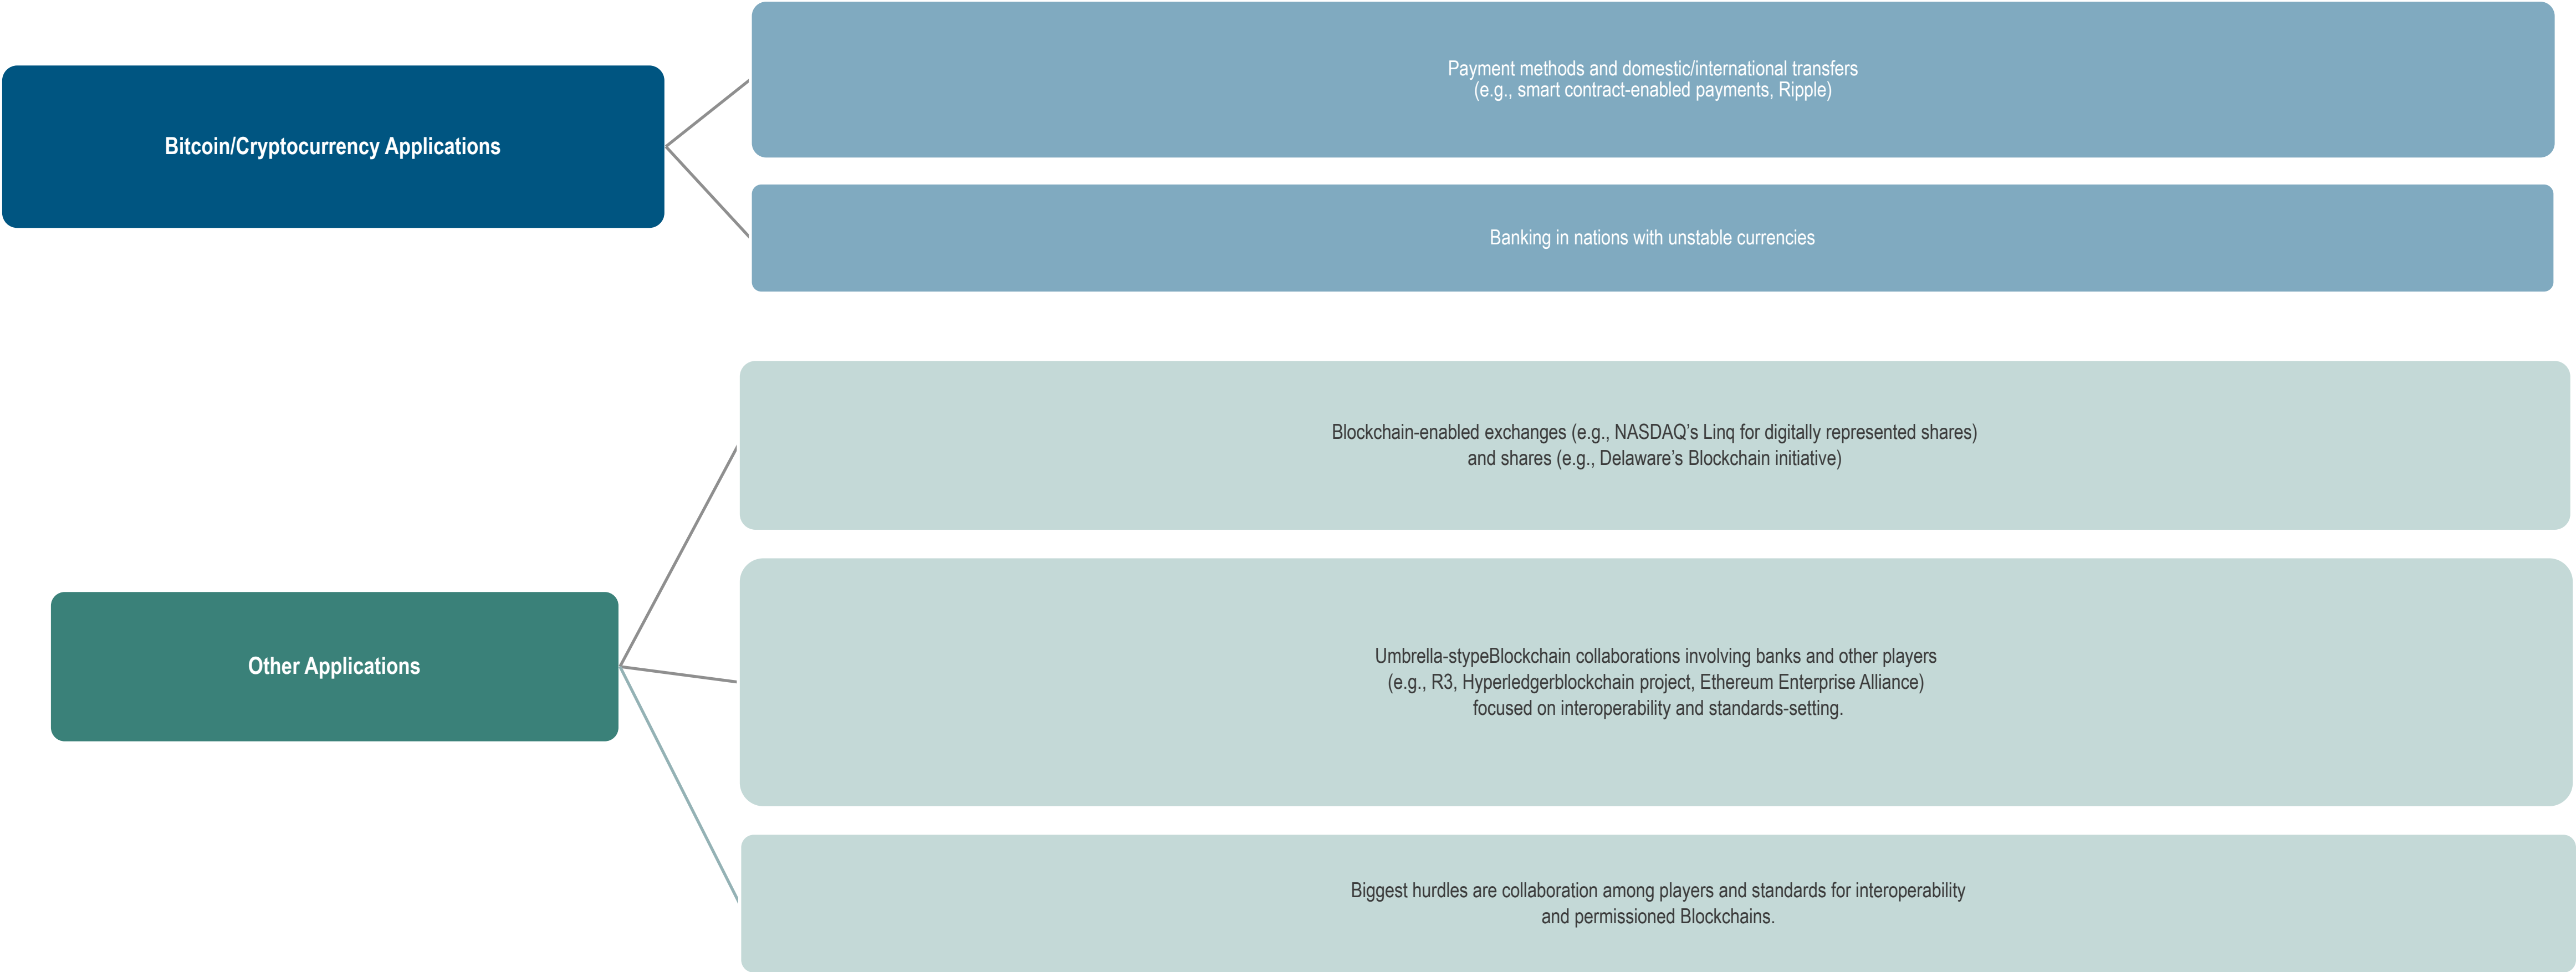 Bitcoin/Cryptocurrency Applications
Payment methods and domestic/international transfers
(e.g., smart contract-enabled payments, Ripple)
Banking in nations with unstable currencies
Other Applications
Blockchain-enabled exchanges (e.g., NASDAQ’s Linq for digitally represented shares)
and shares (e.g., Delaware’s Blockchain initiative)
Umbrella-stypeBlockchain collaborations involving banks and other players
(e.g., R3, Hyperledgerblockchain project, Ethereum Enterprise Alliance)
focused on interoperability and standards-setting.
Biggest hurdles are collaboration among players and standards for interoperability
and permissioned Blockchains.